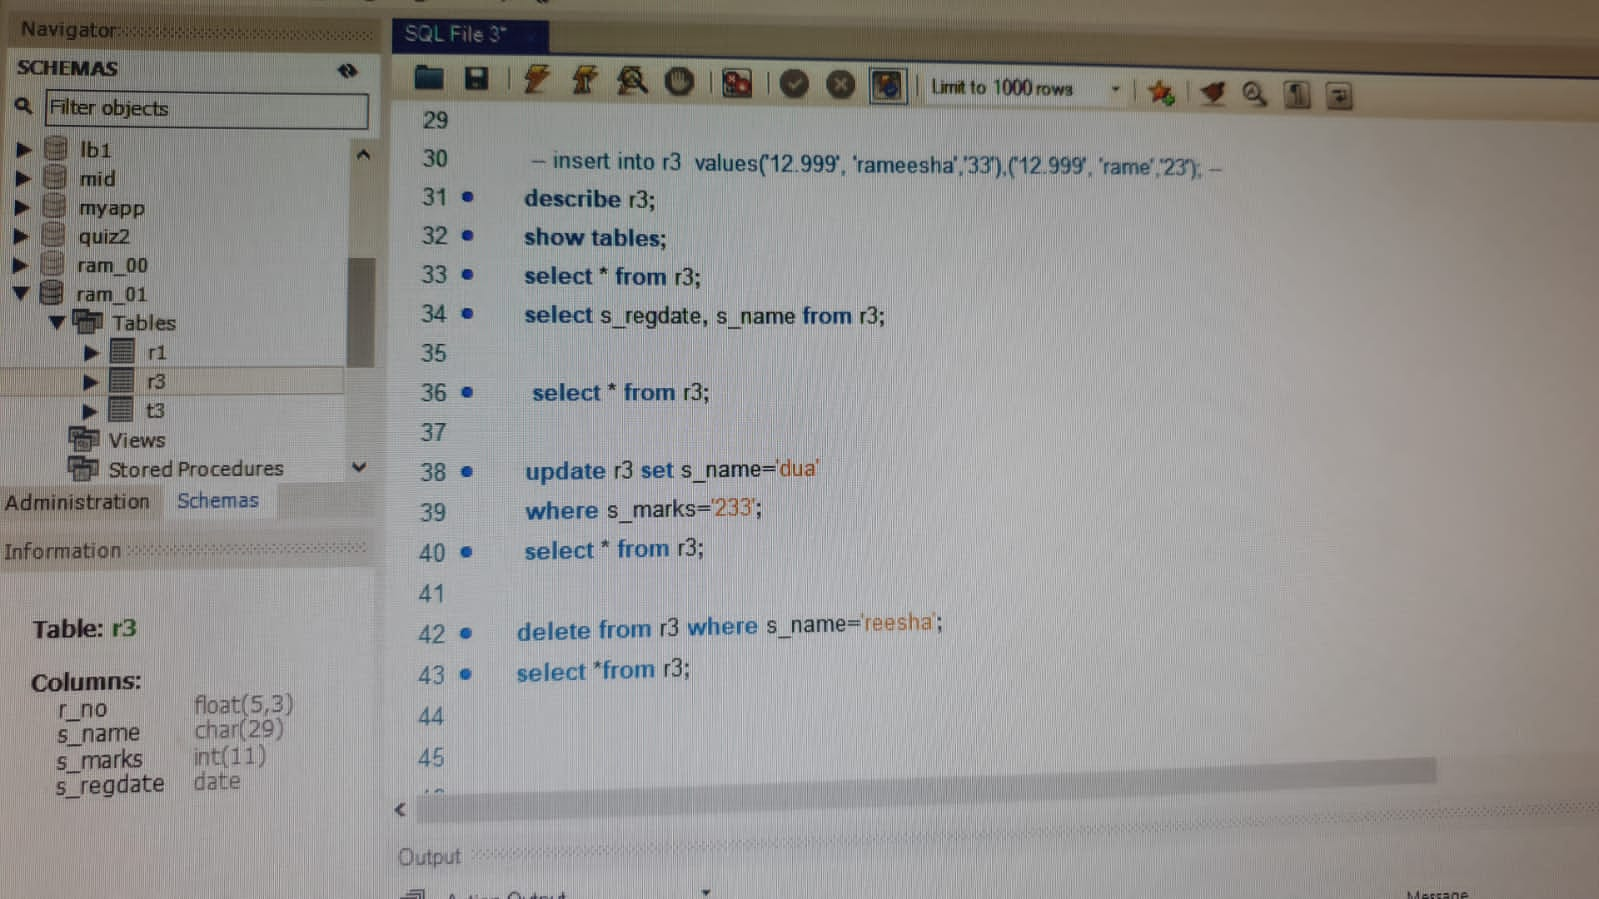 Navigator
SCHEMAS
Filter objects
lb1
mid
myapp
quiz2
ram_00
ram_01
Tables
r1
r3
t3
Views
Stored Procedures
Administration Schemas
Information
Table: r3
Columns:
r_no float(5,3)
s_name char(29)
s_marks int(11)
s_regdate date
SQL File 3*
Limit to 1000 rows
29
30 -- insert into r3 values('12.999', 'rameesha','33'),('12.999', 'rame','23'); --
31 describe r3;
32 show tables;
33 select * from r3;
34 select s_regdate, s_name from r3;
35
36 select * from r3;
37
38 update r3 set s_name='dua'
39 where s_marks='233';
40 select * from r3;
41
42 delete from r3 where s_name='reesha';
43 select *from r3;
44
45
Output
Action Output
Message